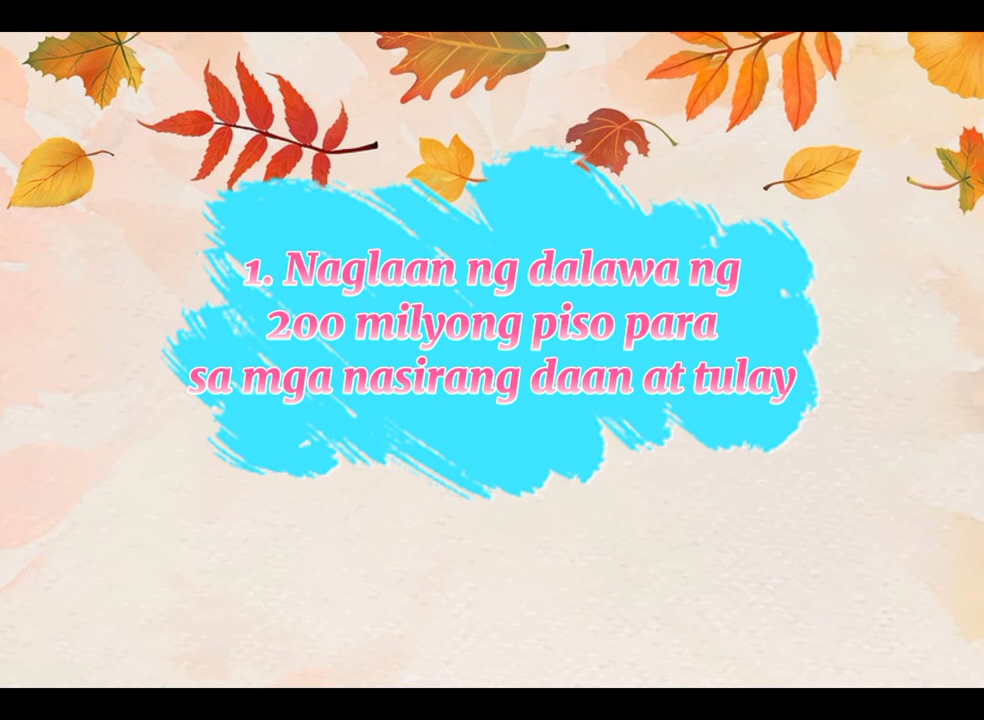 1. Naglaan ng dalawa ng
200 milyong piso para
sa mga nasirang daan at tulay